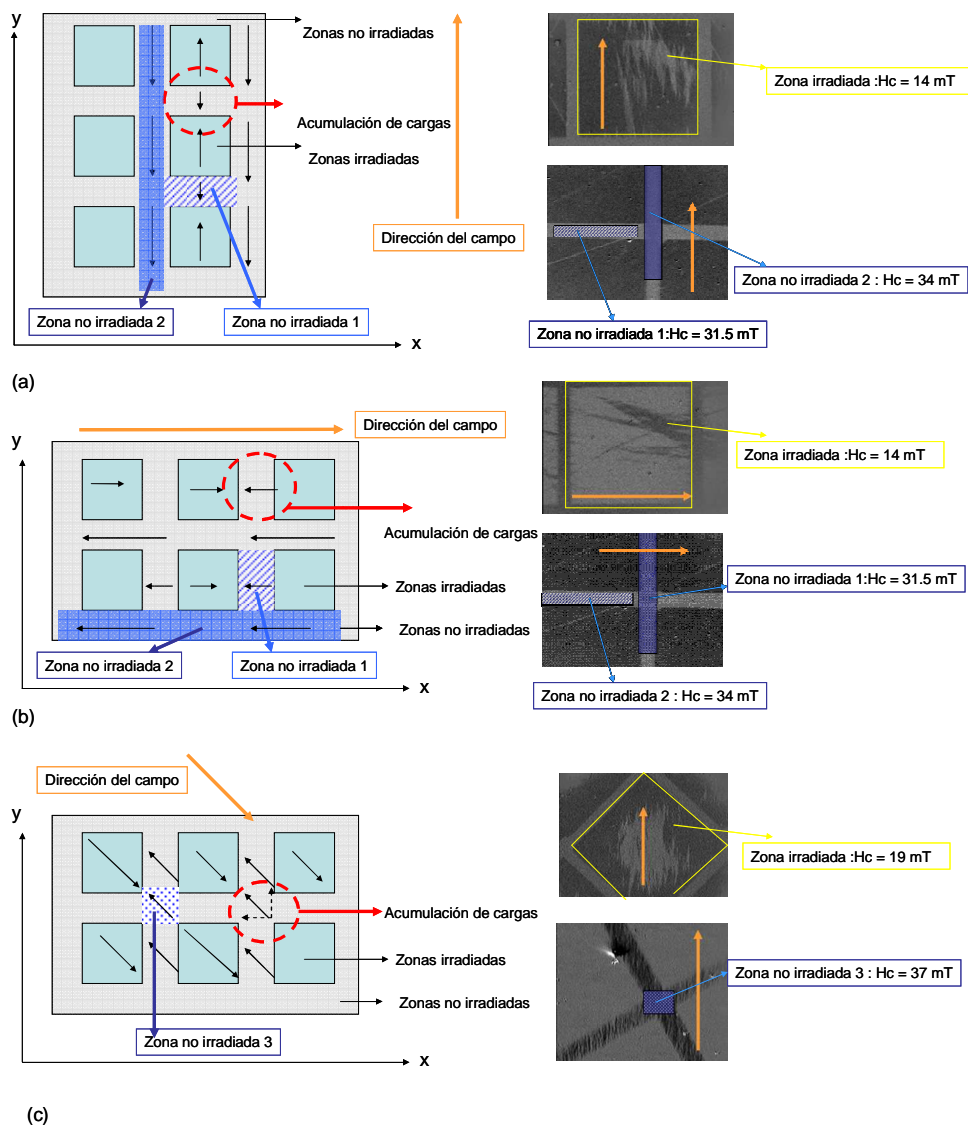 y
Zonas no irradiadas
Acumulación de cargas
Zonas irradiadas
Dirección del campo
Zona no irradiada 2
Zona no irradiada 1
x
Zona irradiada :Hc = 14 mT
Zona no irradiada 2 : Hc = 34 mT
Zona no irradiada 1:Hc = 31.5 mT
(a)
y
Dirección del campo
Acumulación de cargas
Zonas irradiadas
Zonas no irradiadas
Zona no irradiada 2
Zona no irradiada 1
x
Zona irradiada :Hc = 14 mT
Zona no irradiada 1:Hc = 31.5 mT
Zona no irradiada 2 : Hc = 34 mT
(b)
Dirección del campo
y
Acumulación de cargas
Zonas irradiadas
Zonas no irradiadas
Zona no irradiada 3
x
Zona irradiada :Hc = 19 mT
Zona no irradiada 3 : Hc = 37 mT
(c)